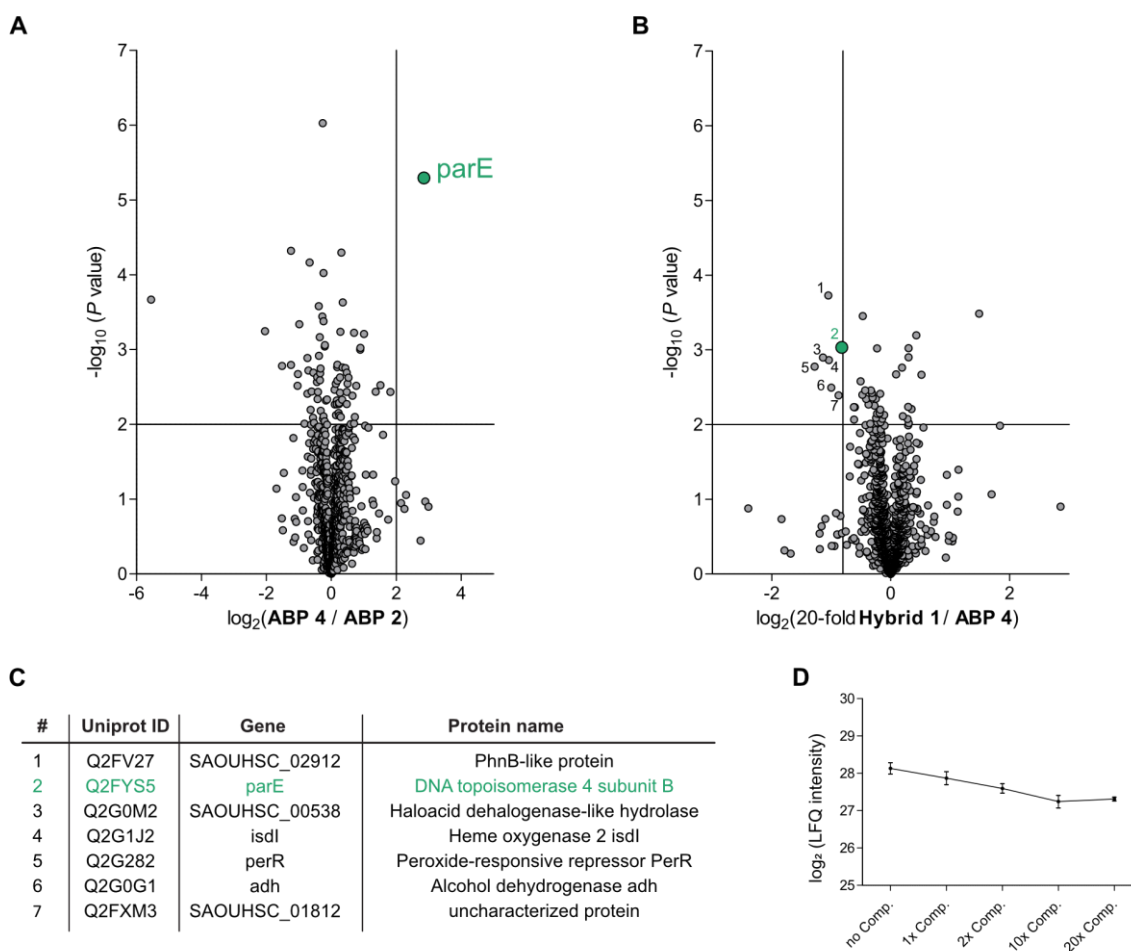 A
7
6
5
4
3
2
1
0
-log₁₀ (P value)
parE
-6
-4
-2
0
2
4
log₂(ABP 4 / ABP 2)
B
7
6
5
4
3
2
1
0
-log₁₀ (P value)
1
2
3
4
5
6
7
-2
0
2
log₂(20-fold Hybrid 1 / ABP 4)
C
# Uniprot ID Gene Protein name
1 Q2FV27 SAOUHSC_02912 PhnB-like protein
2 Q2FYS5 parE DNA topoisomerase 4 subunit B
3 Q2G0M2 SAOUHSC_00538 Haloacid dehalogenase-like hydrolase
4 Q2G1J2 isdI Heme oxygenase 2 isdI
5 Q2G282 perR Peroxide-responsive repressor PerR
6 Q2G0G1 adh Alcohol dehydrogenase adh
7 Q2FXM3 SAOUHSC_01812 uncharacterized protein
D
30
29
28
27
26
25
log₂ (LFQ intensity)
no Comp.
1x Comp.
2x Comp.
10x Comp.
20x Comp.